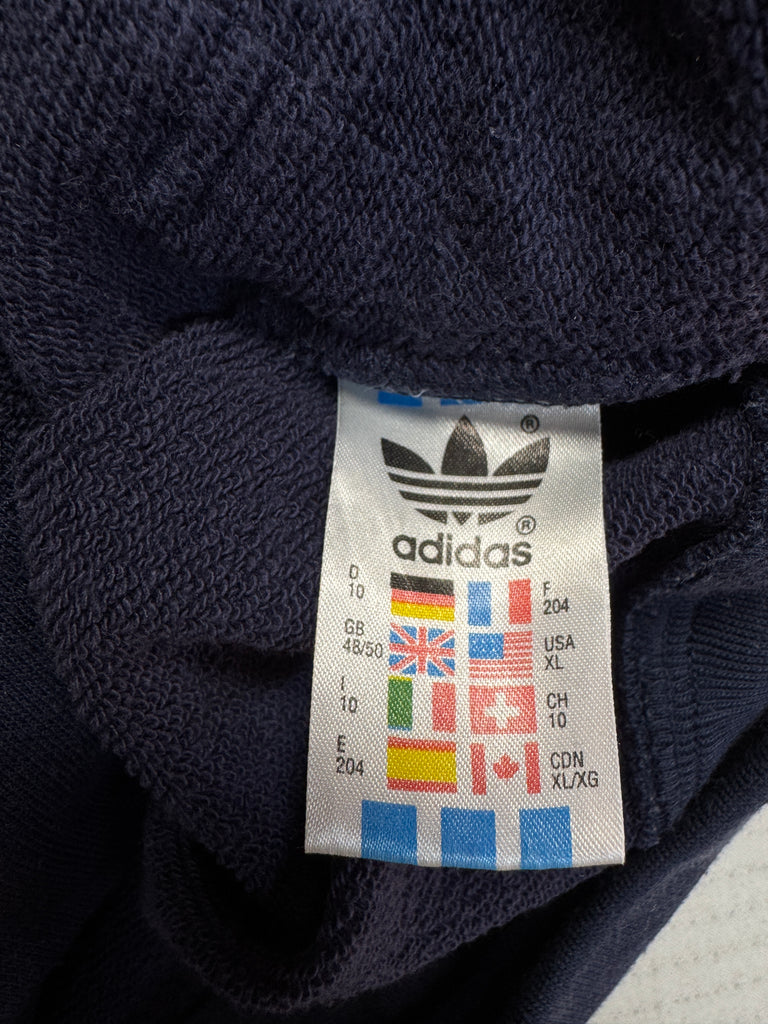 ®
®
adidas
D
10
F
204
GB
48/50
USA
XL
I
10
CH
10
E
204
CDN
XL/XG